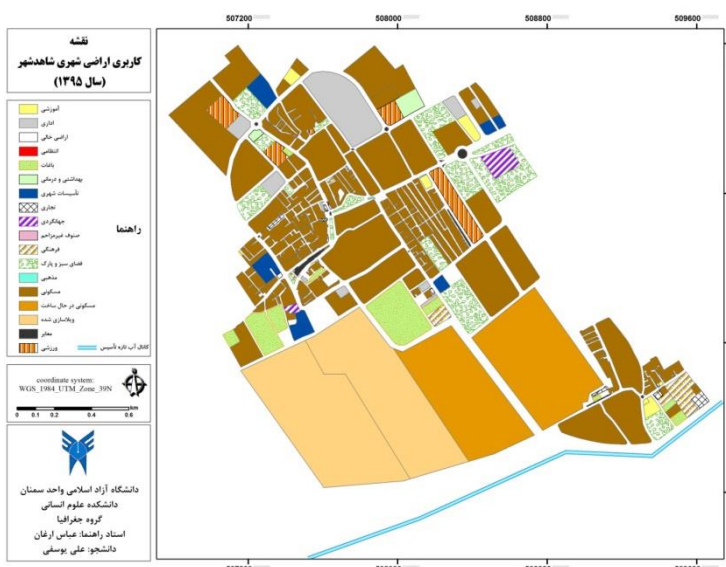 507200 508000 508800 509600
نقشه
کاربری اراضی شهری شاهدشهر
(سال ۱۳۹۵)
آموزشی
اداری
اراضی خالی
انتظامی
باغات
بهداشتی و درمانی
تأسیسات شهری
تجاری
جهانگردی
صنوف غیرمزاحم
فرهنگی
فضای سبز و پارک
مذهبی
مسکونی
مسکونی در حال ساخت
ویلاسازی شده
معابر
ورزشی
کانال آب تازه تأسیس
راهنما
coordinate system:
WGS_1984_UTM_Zone_39N
km
0 0.1 0.2 0.4 0.6
دانشگاه آزاد اسلامی واحد سمنان
دانشکده علوم انسانی
گروه جغرافیا
استاد راهنما: عباس ارغان
دانشجو: علی یوسفی